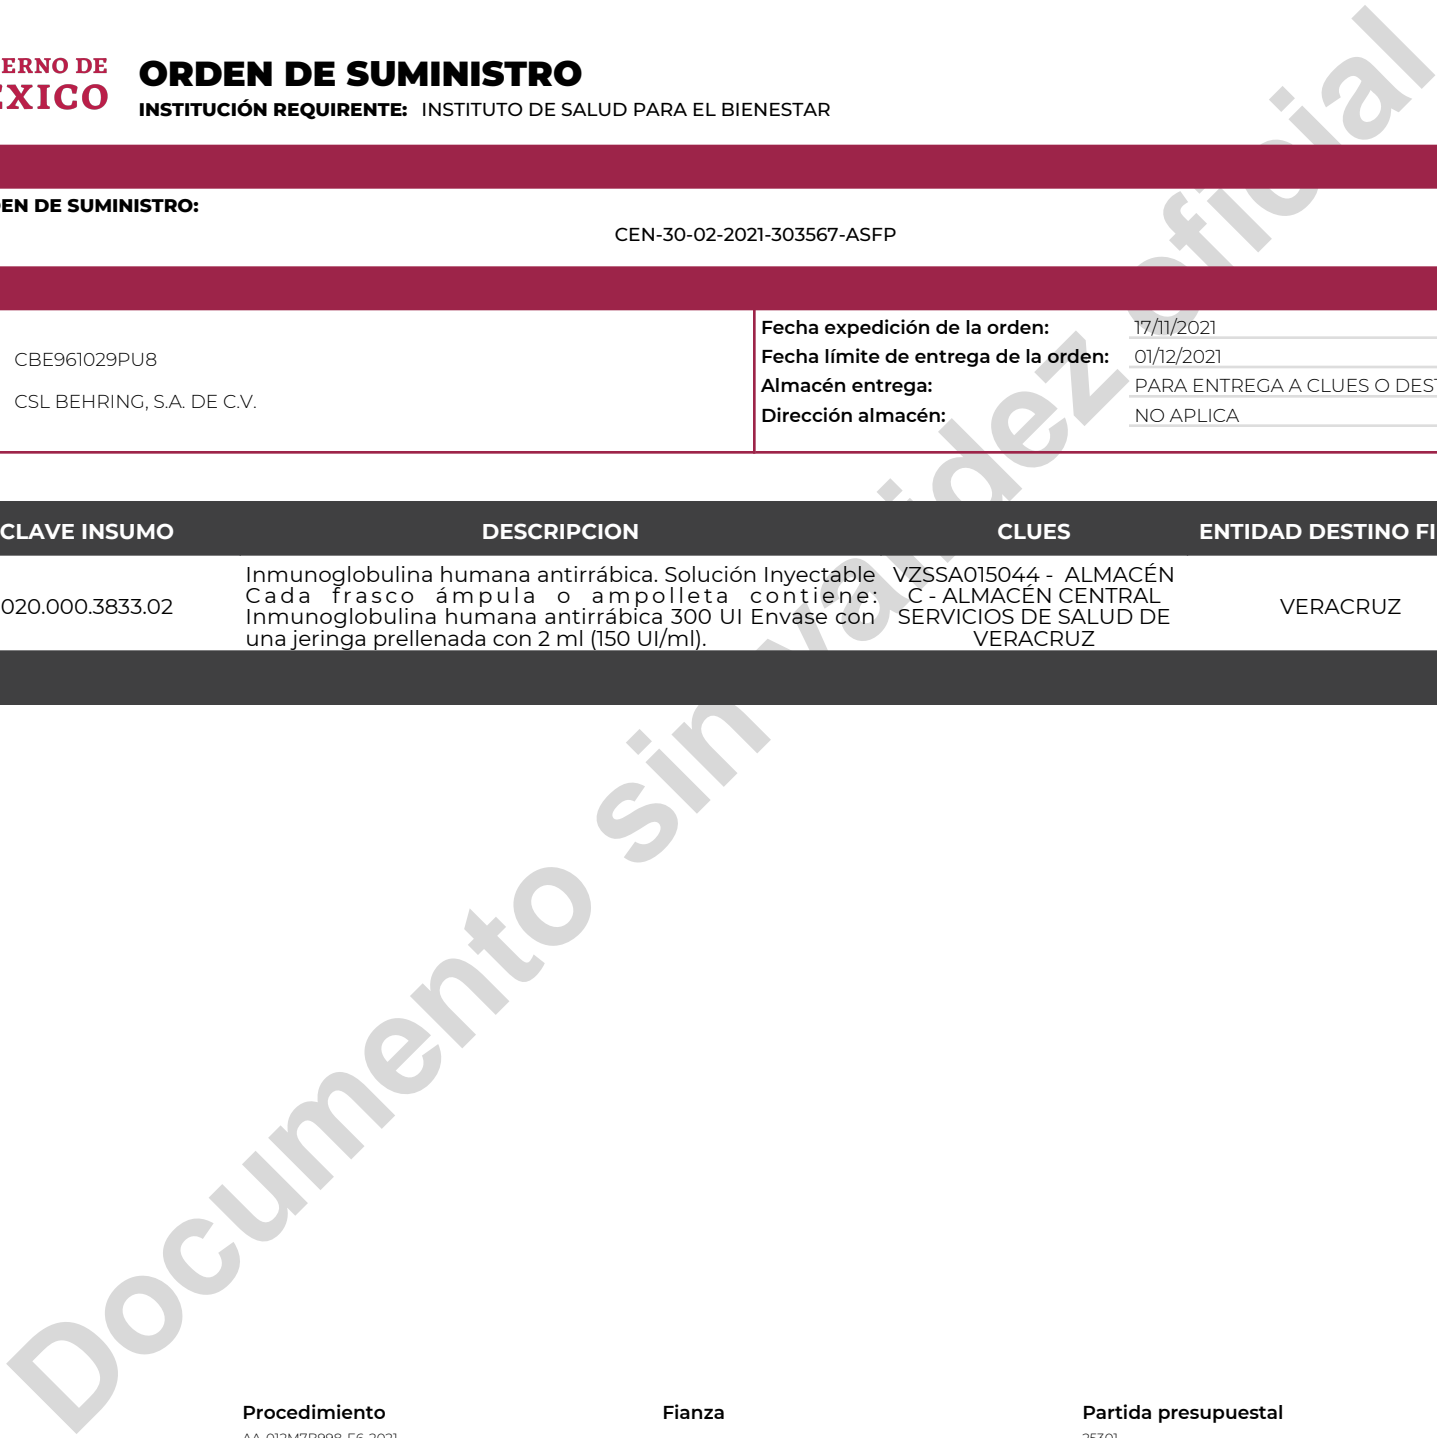 ERNO DE
EXICO
ORDEN DE SUMINISTRO
INSTITUCIÓN REQUIRENTE: INSTITUTO DE SALUD PARA EL BIENESTAR
EN DE SUMINISTRO:
CEN-30-02-2021-303567-ASFP
CBE961029PU8
CSL BEHRING, S.A. DE C.V.
Fecha expedición de la orden: 17/11/2021
Fecha límite de entrega de la orden: 01/12/2021
Almacén entrega: PARA ENTREGA A CLUES O DEST
Dirección almacén: NO APLICA
CLAVE INSUMO DESCRIPCION CLUES ENTIDAD DESTINO FI
020.000.3833.02
Inmunoglobulina humana antirrábica. Solución Inyectable
Cada frasco ámpula o ampolleta contiene:
Inmunoglobulina humana antirrábica 300 UI Envase con
una jeringa prellenada con 2 ml (150 UI/ml).
VZSSA015044 - ALMACÉN
C - ALMACÉN CENTRAL
SERVICIOS DE SALUD DE
VERACRUZ
VERACRUZ
Documento sin validez oficial
Procedimiento Fianza Partida presupuestal